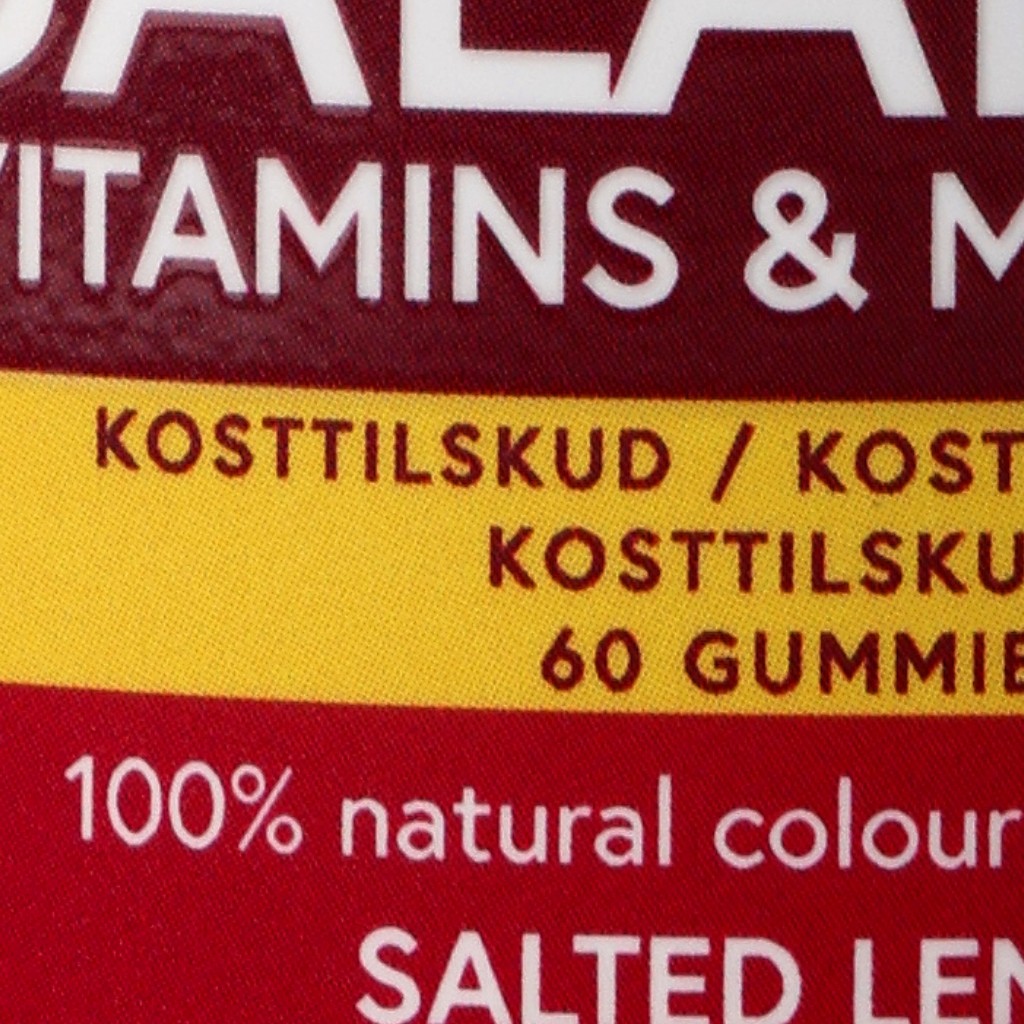 VITAMINS & M
KOSTTILSKUD / KOST
KOSTTILSKU
60 GUMMIE
100% natural colour
SALTED LE